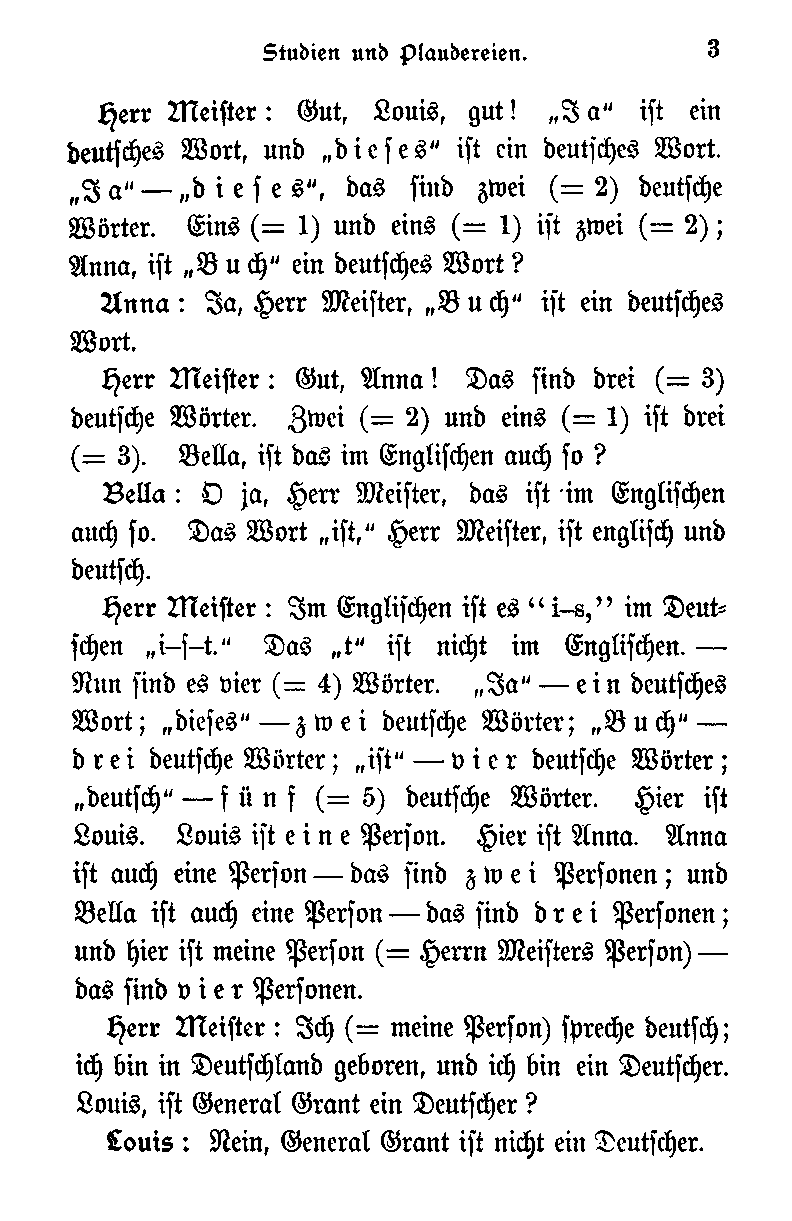 Studien und Plaudereien. 3
Herr Meister: Gut, Louis, gut! „Ja“ ist ein
deutsches Wort, und „dieses“ ist ein deutsches Wort.
„Ja“ — „dieses“, das sind zwei (= 2) deutsche
Wörter. Eins (= 1) und eins (= 1) ist zwei (= 2);
Anna, ist „Buch“ ein deutsches Wort?
Anna: Ja, Herr Meister, „Buch“ ist ein deutsches
Wort.
Herr Meister: Gut, Anna! Das sind drei (= 3)
deutsche Wörter. Zwei (= 2) und eins (= 1) ist drei
(= 3). Bella, ist das im Englischen auch so?
Bella: O ja, Herr Meister, das ist im Englischen
auch so. Das Wort „ist,“ Herr Meister, ist englisch und
deutsch.
Herr Meister: Im Englischen ist es “i–s,” im Deut-
schen „i–s–t.“ Das „t“ ist nicht im Englischen. —
Nun sind es vier (= 4) Wörter. „Ja“ — ein deutsches
Wort; „dieses“ — zwei deutsche Wörter; „Buch“ —
drei deutsche Wörter; „ist“ — vier deutsche Wörter;
„deutsch“ — fünf (= 5) deutsche Wörter. Hier ist
Louis. Louis ist eine Person. Hier ist Anna. Anna
ist auch eine Person — das sind zwei Personen; und
Bella ist auch eine Person — das sind drei Personen;
und hier ist meine Person (= Herrn Meisters Person) —
das sind vier Personen.
Herr Meister: Ich (= meine Person) spreche deutsch;
ich bin in Deutschland geboren, und ich bin ein Deutscher.
Louis, ist General Grant ein Deutscher?
Louis: Nein, General Grant ist nicht ein Deutscher.